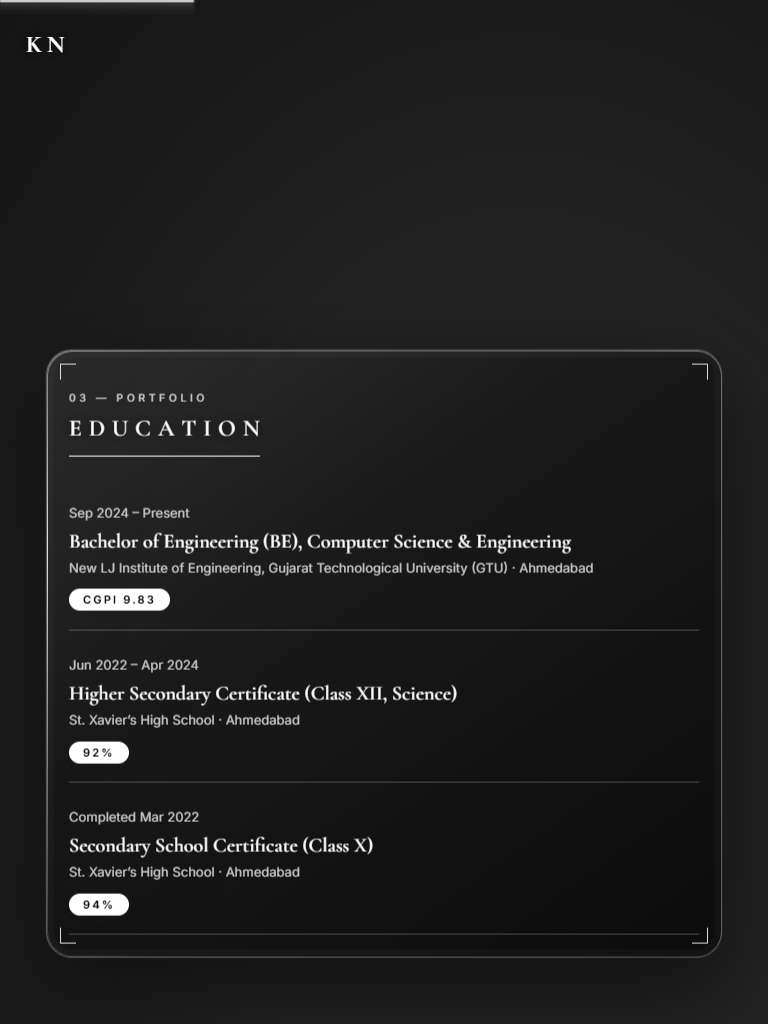 KN
03 — PORTFOLIO
EDUCATION
Sep 2024 – Present
Bachelor of Engineering (BE), Computer Science & Engineering
New LJ Institute of Engineering, Gujarat Technological University (GTU) · Ahmedabad
CGPI 9.83
Jun 2022 – Apr 2024
Higher Secondary Certificate (Class XII, Science)
St. Xavier’s High School · Ahmedabad
92%
Completed Mar 2022
Secondary School Certificate (Class X)
St. Xavier’s High School · Ahmedabad
94%